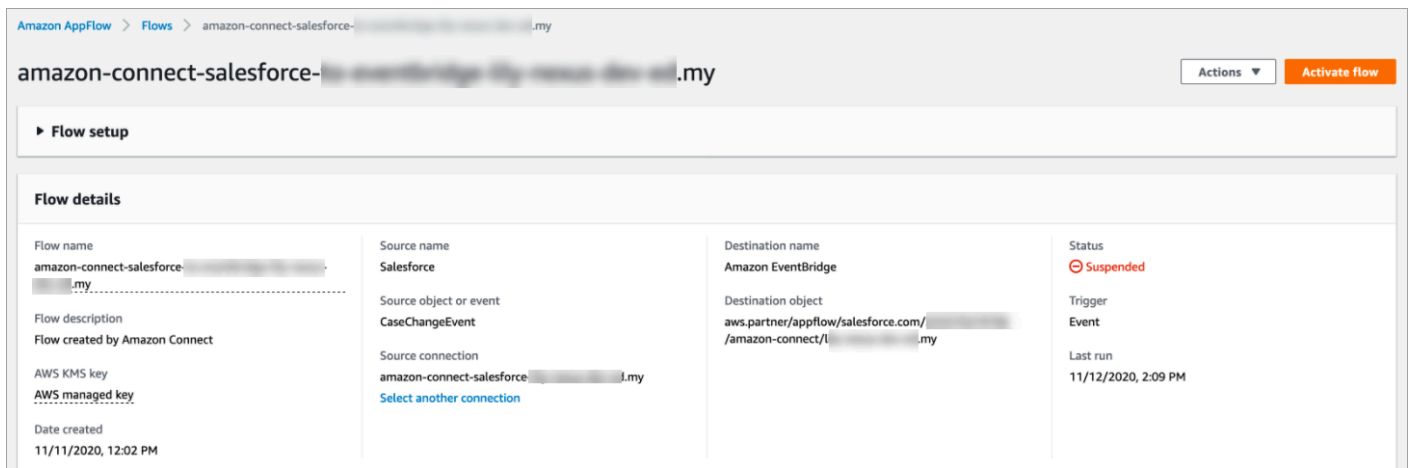 Amazon AppFlow > Flows > amazon-connect-salesforce- .my
amazon-connect-salesforce- .my
Actions ▼
Activate flow
▶ Flow setup
Flow details
Flow name
amazon-connect-salesforce-
.my
Flow description
Flow created by Amazon Connect
AWS KMS key
AWS managed key
Date created
11/11/2020, 12:02 PM
Source name
Salesforce
Source object or event
CaseChangeEvent
Source connection
amazon-connect-salesforce- .my
Select another connection
Destination name
Amazon EventBridge
Destination object
aws.partner/appflow/salesforce.com/
/amazon-connect/l .my
Status
Suspended
Trigger
Event
Last run
11/12/2020, 2:09 PM